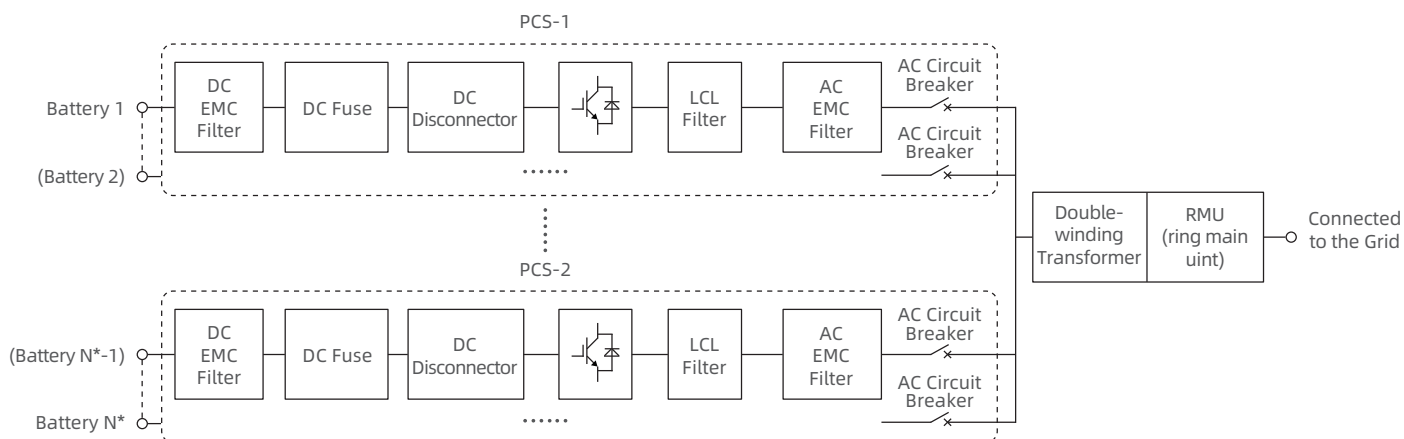 PCS-1
Battery 1
DC
EMC
Filter
DC Fuse
DC
Disconnector
LCL
Filter
AC
EMC
Filter
AC Circuit
Breaker
(Battery 2)
......
AC Circuit
Breaker
Double-
winding
Transformer
RMU
(ring main
uint)
Connected
to the Grid
PCS-2
(Battery N*-1)
DC
EMC
Filter
DC Fuse
DC
Disconnector
LCL
Filter
AC
EMC
Filter
AC Circuit
Breaker
Battery N*
......
AC Circuit
Breaker